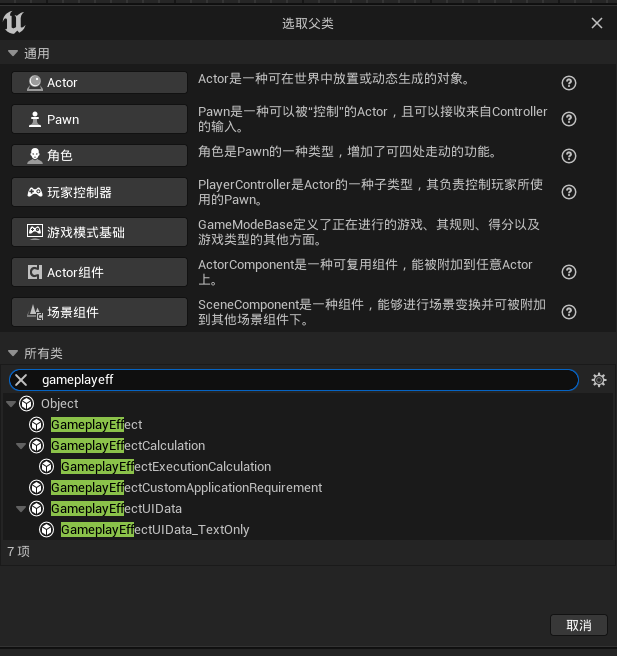 选取父类
通用
Actor
Actor是一种可在世界中放置或动态生成的对象。
Pawn
Pawn是一种可以被“控制”的Actor，且可以接收来自Controller
的输入。
角色
角色是Pawn的一种类型，增加了可四处走动的功能。
玩家控制器
PlayerController是Actor的一种子类型，其负责控制玩家所使
用的Pawn。
游戏模式基础
GameModeBase定义了正在进行的游戏、其规则、得分以及
游戏类型的其他方面。
Actor组件
ActorComponent是一种可复用组件，能被附加到任意Actor
上。
场景组件
SceneComponent是一种组件，能够进行场景变换并可被附加
到其他场景组件下。
所有类
gameplayeff
Object
GameplayEffect
GameplayEffectCalculation
GameplayEffectExecutionCalculation
GameplayEffectCustomApplicationRequirement
GameplayEffectUIData
GameplayEffectUIData_TextOnly
7 项
取消